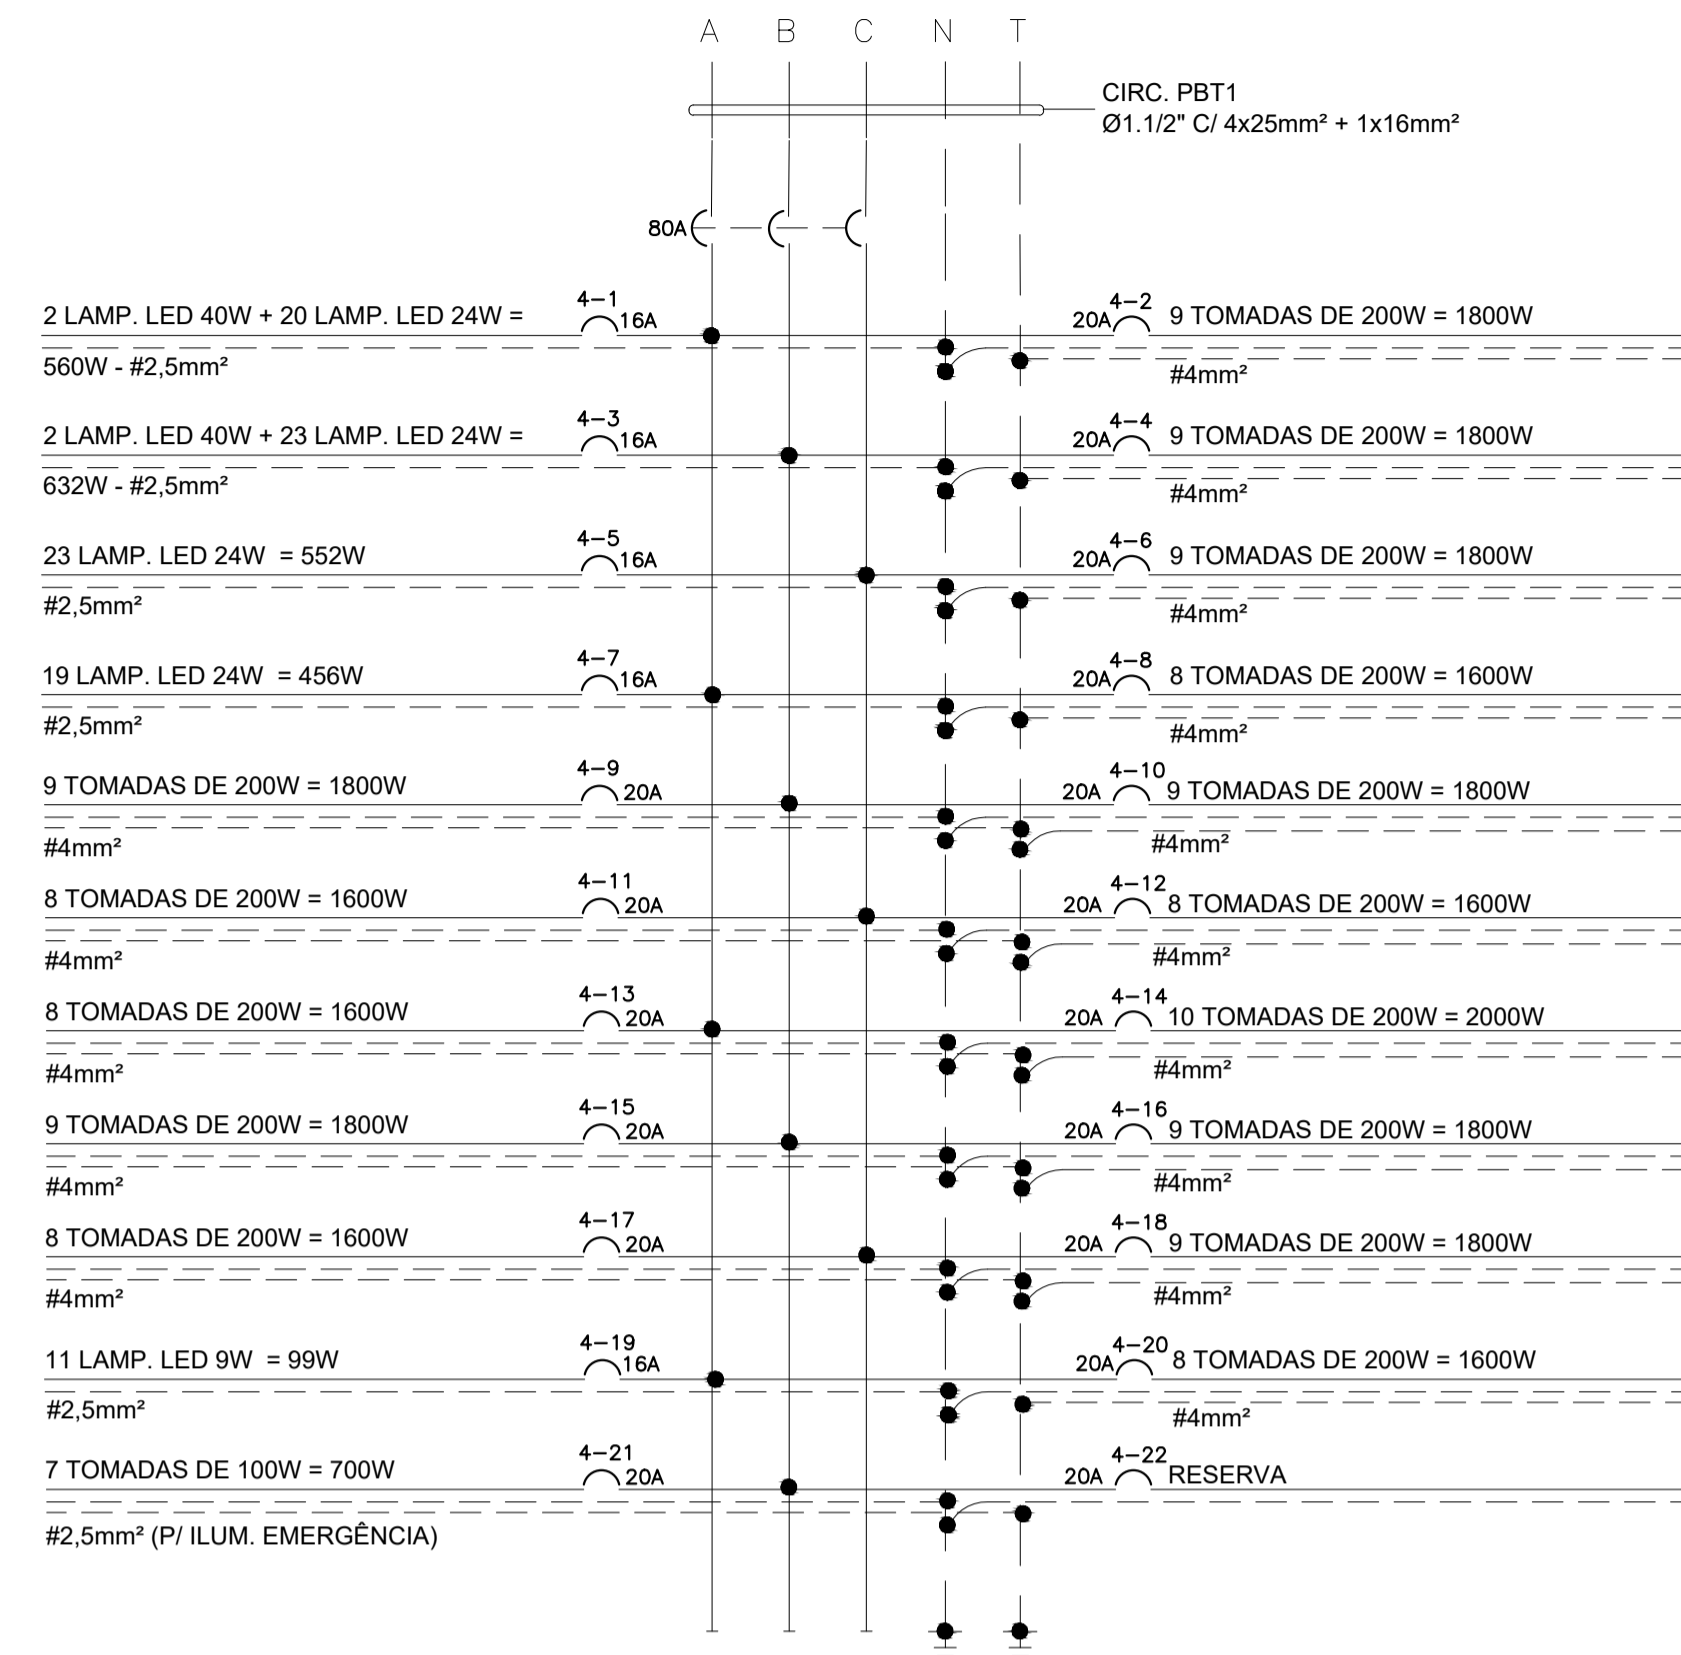 A B C N T
CIRC. PBT1
Ø1.1/2" C/ 4x25mm² + 1x16mm²
80A
2 LAMP. LED 40W + 20 LAMP. LED 24W =
4-1
16A
560W - #2,5mm²
20A
4-2
9 TOMADAS DE 200W = 1800W
#4mm²
2 LAMP. LED 40W + 23 LAMP. LED 24W =
4-3
16A
632W - #2,5mm²
20A
4-4
9 TOMADAS DE 200W = 1800W
#4mm²
23 LAMP. LED 24W = 552W
4-5
16A
#2,5mm²
20A
4-6
9 TOMADAS DE 200W = 1800W
#4mm²
19 LAMP. LED 24W = 456W
4-7
16A
#2,5mm²
20A
4-8
8 TOMADAS DE 200W = 1600W
#4mm²
9 TOMADAS DE 200W = 1800W
4-9
20A
#4mm²
20A
4-10
9 TOMADAS DE 200W = 1800W
#4mm²
8 TOMADAS DE 200W = 1600W
4-11
20A
#4mm²
20A
4-12
8 TOMADAS DE 200W = 1600W
#4mm²
8 TOMADAS DE 200W = 1600W
4-13
20A
#4mm²
20A
4-14
10 TOMADAS DE 200W = 2000W
#4mm²
9 TOMADAS DE 200W = 1800W
4-15
20A
#4mm²
20A
4-16
9 TOMADAS DE 200W = 1800W
#4mm²
8 TOMADAS DE 200W = 1600W
4-17
20A
#4mm²
20A
4-18
9 TOMADAS DE 200W = 1800W
#4mm²
11 LAMP. LED 9W = 99W
4-19
16A
#2,5mm²
20A
4-20
8 TOMADAS DE 200W = 1600W
#4mm²
7 TOMADAS DE 100W = 700W
4-21
20A
#2,5mm² (P/ ILUM. EMERGÊNCIA)
20A
4-22
RESERVA